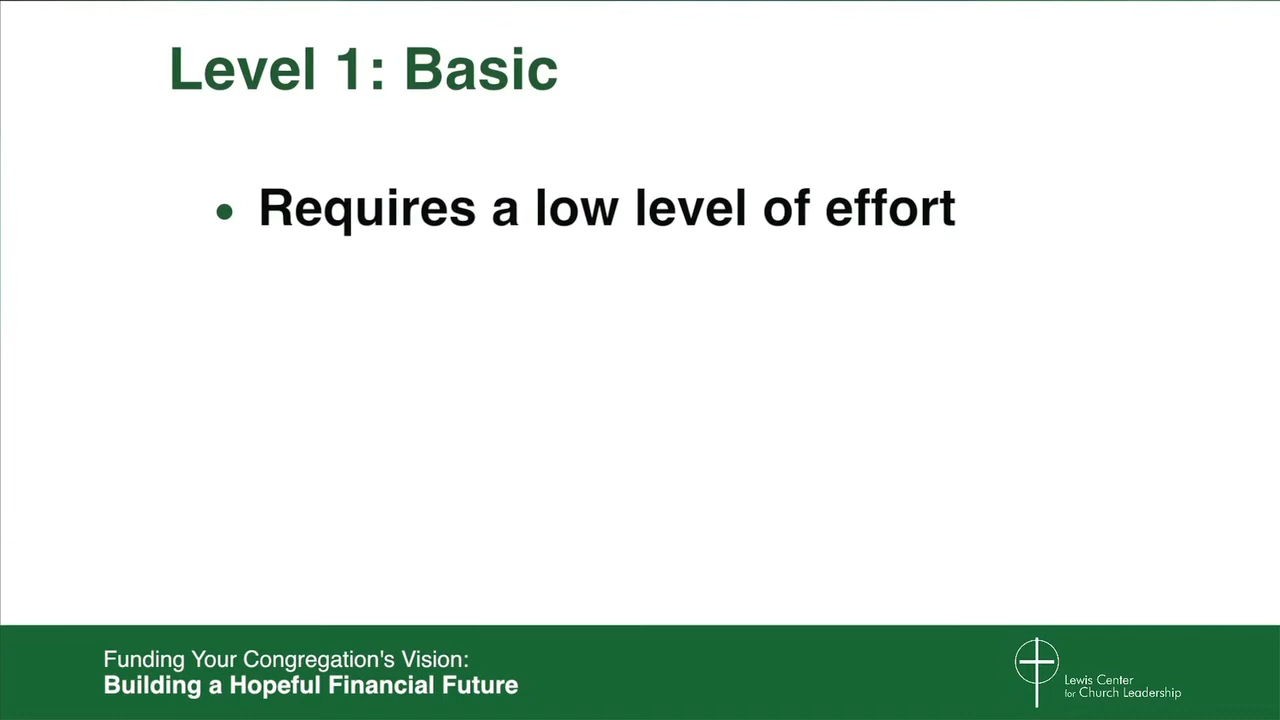 Level 1: Basic
• Requires a low level of effort
Funding Your Congregation's Vision:
Building a Hopeful Financial Future
Lewis Center
for Church Leadership